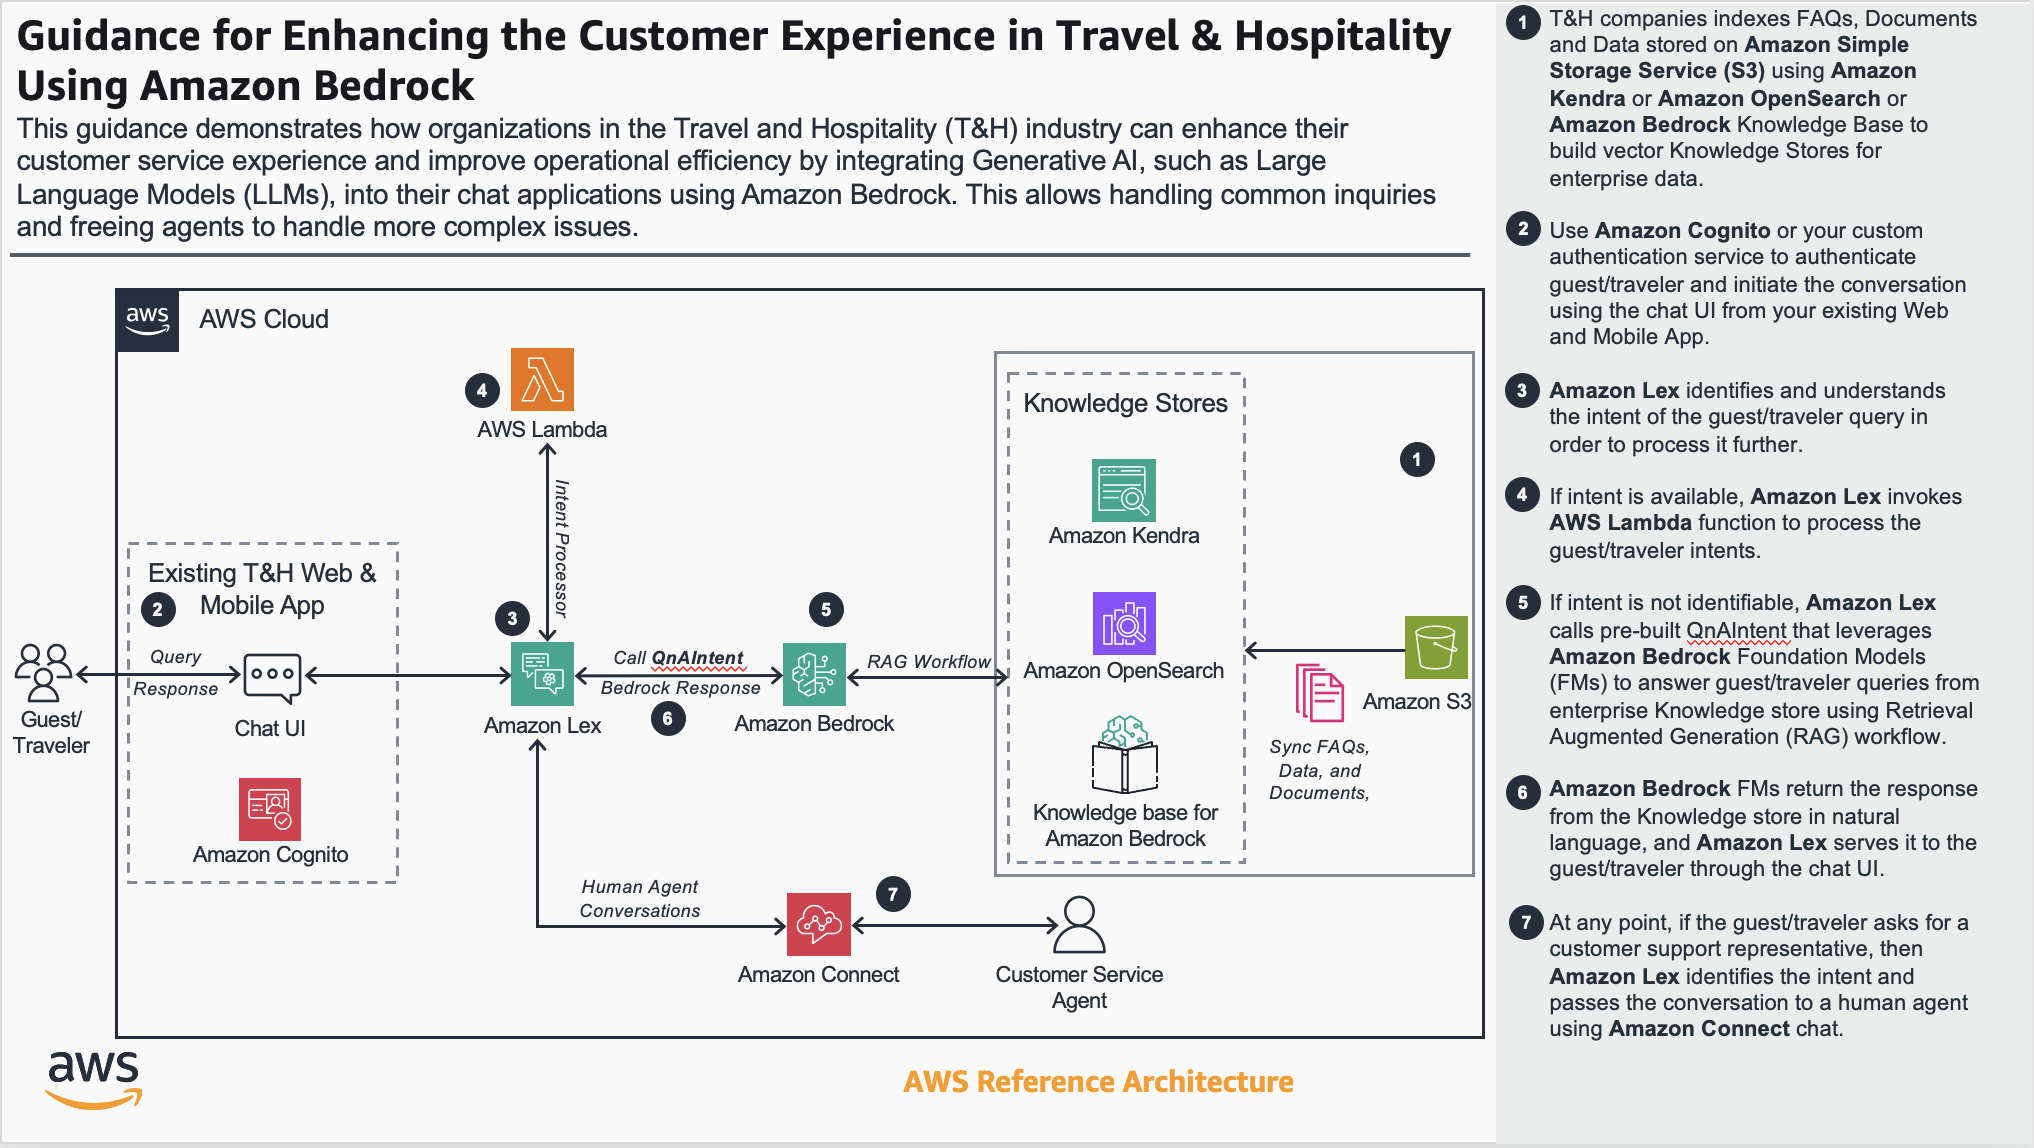 Guidance for Enhancing the Customer Experience in Travel & Hospitality
Using Amazon Bedrock
This guidance demonstrates how organizations in the Travel and Hospitality (T&H) industry can enhance their
customer service experience and improve operational efficiency by integrating Generative AI, such as Large
Language Models (LLMs), into their chat applications using Amazon Bedrock. This allows handling common inquiries
and freeing agents to handle more complex issues.
aws
AWS Cloud
4
AWS Lambda
Intent Processor
Existing T&H Web &
Mobile App
2
Guest/
Traveler
Query
Response
Chat UI
Amazon Cognito
3
Amazon Lex
Call QnAIntent
Bedrock Response
6
5
Amazon Bedrock
RAG Workflow
Knowledge Stores
Amazon Kendra
Amazon OpenSearch
Knowledge base for
Amazon Bedrock
1
Amazon S3
Sync FAQs,
Data, and
Documents,
Human Agent
Conversations
Amazon Connect
7
Customer Service
Agent
aws
AWS Reference Architecture
1
T&H companies indexes FAQs, Documents
and Data stored on Amazon Simple
Storage Service (S3) using Amazon
Kendra or Amazon OpenSearch or
Amazon Bedrock Knowledge Base to
build vector Knowledge Stores for
enterprise data.
2
Use Amazon Cognito or your custom
authentication service to authenticate
guest/traveler and initiate the conversation
using the chat UI from your existing Web
and Mobile App.
3
Amazon Lex identifies and understands
the intent of the guest/traveler query in
order to process it further.
4
If intent is available, Amazon Lex invokes
AWS Lambda function to process the
guest/traveler intents.
5
If intent is not identifiable, Amazon Lex
calls pre-built QnAIntent that leverages
Amazon Bedrock Foundation Models
(FMs) to answer guest/traveler queries from
enterprise Knowledge store using Retrieval
Augmented Generation (RAG) workflow.
6
Amazon Bedrock FMs return the response
from the Knowledge store in natural
language, and Amazon Lex serves it to the
guest/traveler through the chat UI.
7
At any point, if the guest/traveler asks for a
customer support representative, then
Amazon Lex identifies the intent and
passes the conversation to a human agent
using Amazon Connect chat.